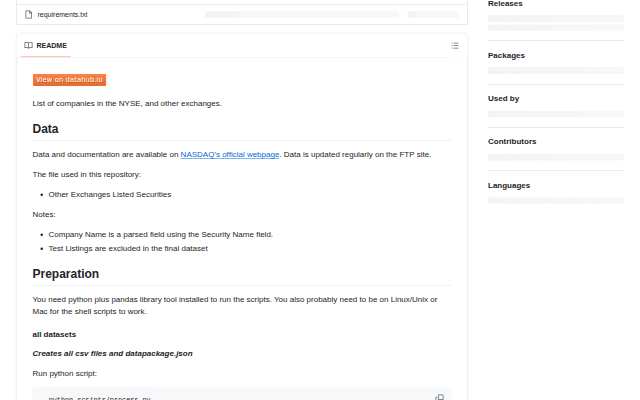 requirements.txt
README
View on datahub.io
List of companies in the NYSE, and other exchanges.
Data
Data and documentation are available on NASDAQ's official webpage. Data is updated regularly on the FTP site.
The file used in this repository:
• Other Exchanges Listed Securities
Notes:
• Company Name is a parsed field using the Security Name field.
• Test Listings are excluded in the final dataset
Preparation
You need python plus pandas library tool installed to run the scripts. You also probably need to be on Linux/Unix or
Mac for the shell scripts to work.
all datasets
Creates all csv files and datapackage.json
Run python script:
python scripts/process.py
Releases
Packages
Used by
Contributors
Languages